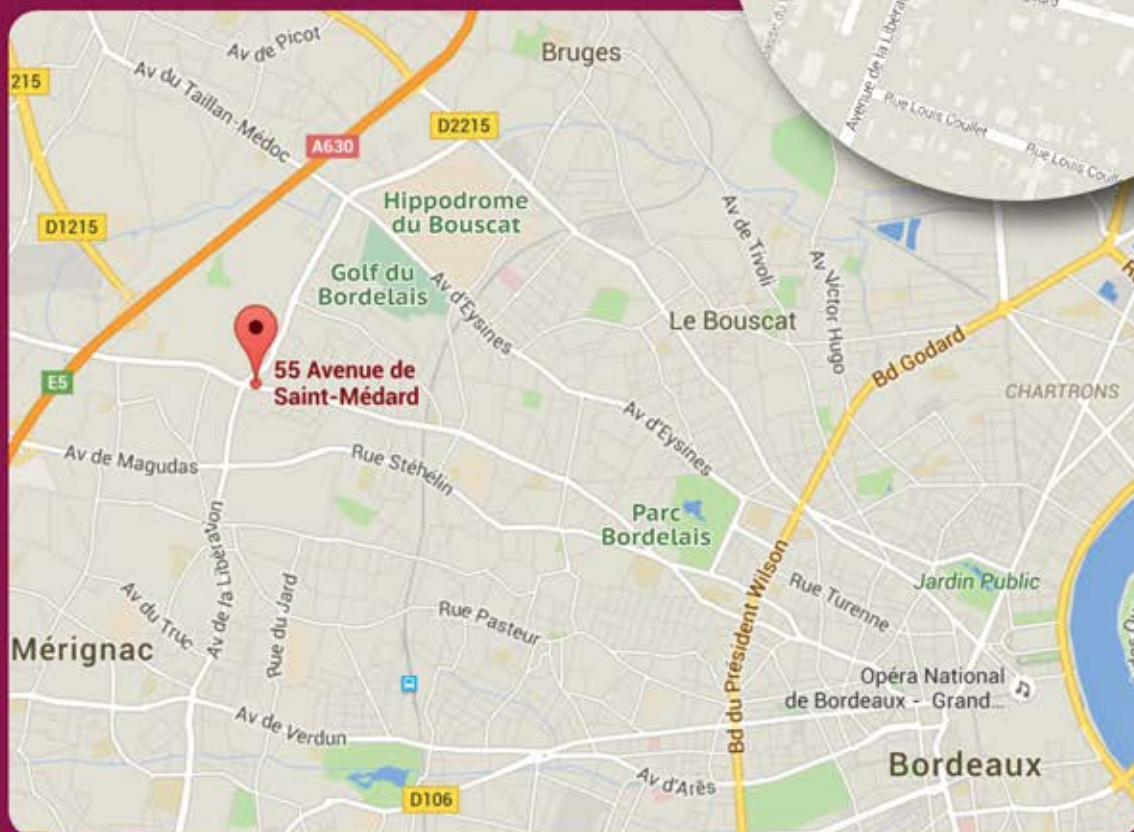 Av de Picot
Bruges
215
Av du Taillan-Médoc
D2215
A630
Avenue de la
Rue Louis Coullet
Rue Louis
Hippodrome
du Bouscat
D1215
Golf du
Bordelais
Av d'Eysines
Av de Tivoli
Av Victor Hugo
Le Bouscat
Bd Godard
55 Avenue de
Saint-Médard
E5
CHARTRONS
Av d'Eysines
Av de Magudas
Rue Stéhélin
Parc
Bordelais
Av de la Libération
Rue du Jard
Av du Truc
Mérignac
Rue Pasteur
Bd du Président Wilson
Rue Turenne
Jardin Public
Opéra National
de Bordeaux - Grand...
Av de Verdun
Bordeaux
Av d'Arès
D106